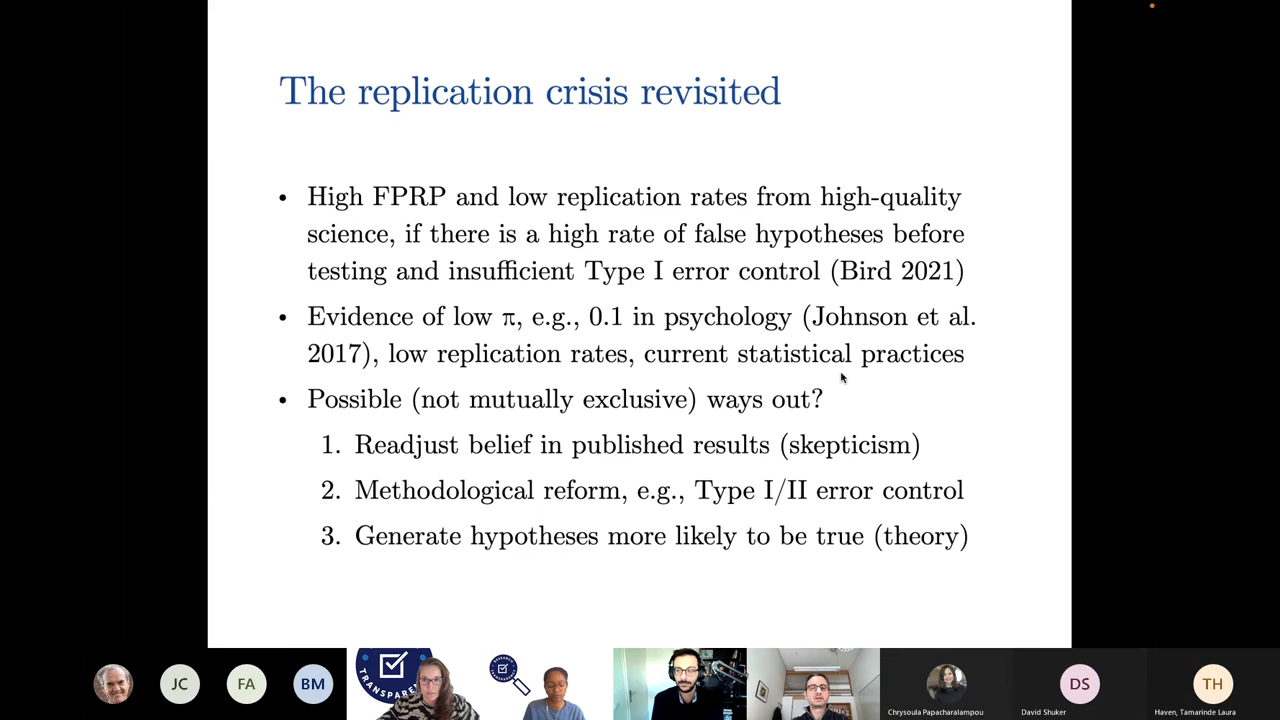 The replication crisis revisited
• High FPRP and low replication rates from high-quality
science, if there is a high rate of false hypotheses before
testing and insufficient Type I error control (Bird 2021)
• Evidence of low π, e.g., 0.1 in psychology (Johnson et al.
2017), low replication rates, current statistical practices
• Possible (not mutually exclusive) ways out?
1. Readjust belief in published results (skepticism)
2. Methodological reform, e.g., Type I/II error control
3. Generate hypotheses more likely to be true (theory)
JC
FA
BM
TRANSPARE
DS
TH
Chrysoula Papacharalampou
David Shuker
Haven, Tamarinde Laura